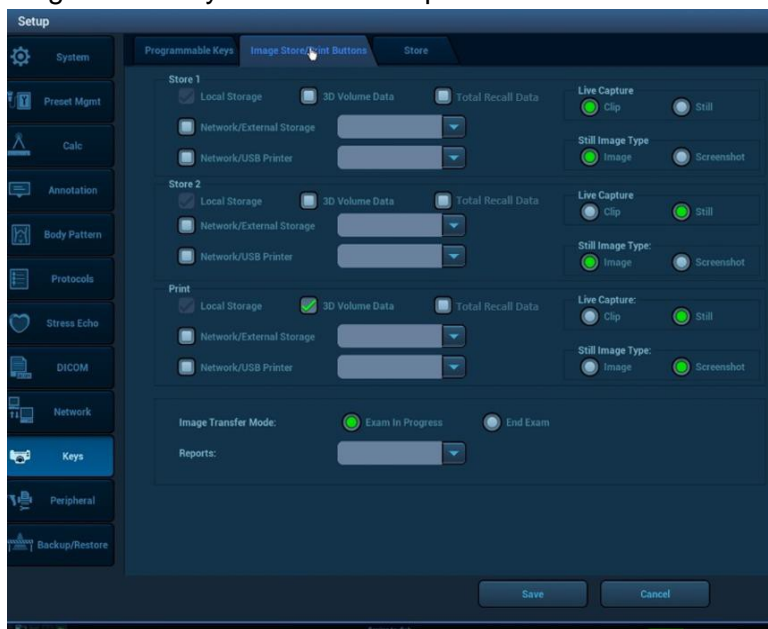 Setup
System
Preset Mgmt
Calc
Annotation
Body Pattern
Protocols
Stress Echo
DICOM
Network
Keys
Peripheral
Backup/Restore
Programmable Keys Image Store/Print Buttons Store
Store 1
Local Storage 3D Volume Data Total Recall Data
Network/External Storage
Network/USB Printer
Live Capture
Clip Still
Still Image Type
Image Screenshot
Store 2
Local Storage 3D Volume Data Total Recall Data
Network/External Storage
Network/USB Printer
Live Capture
Clip Still
Still Image Type:
Image Screenshot
Print
Local Storage 3D Volume Data Total Recall Data
Network/External Storage
Network/USB Printer
Live Capture:
Clip Still
Still Image Type:
Image Screenshot
Image Transfer Mode: Exam In Progress End Exam
Reports:
Save Cancel